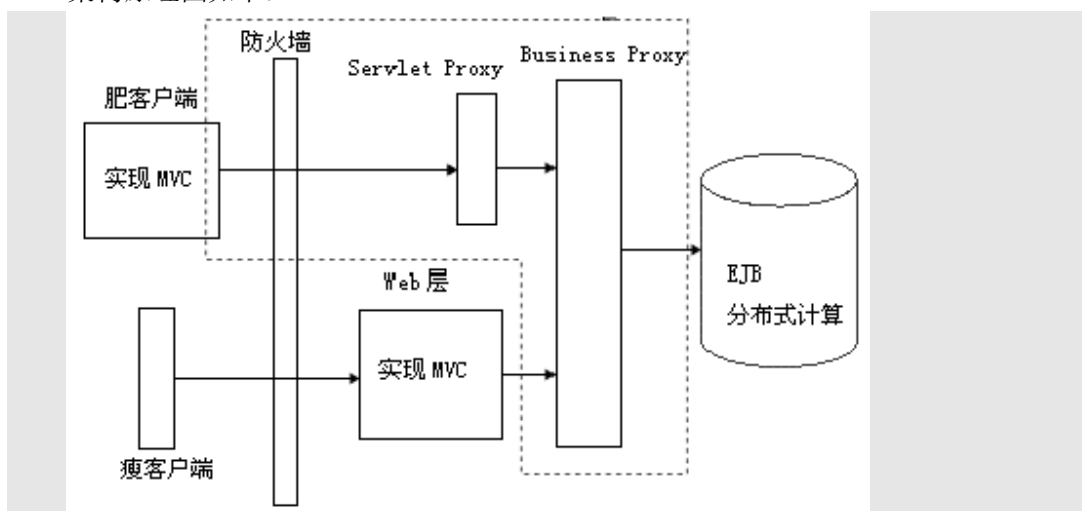 防火墙
Servlet Proxy
Business Proxy
肥客户端
实现 MVC
Web 层
实现 MVC
EJB
分布式计算
瘦客户端